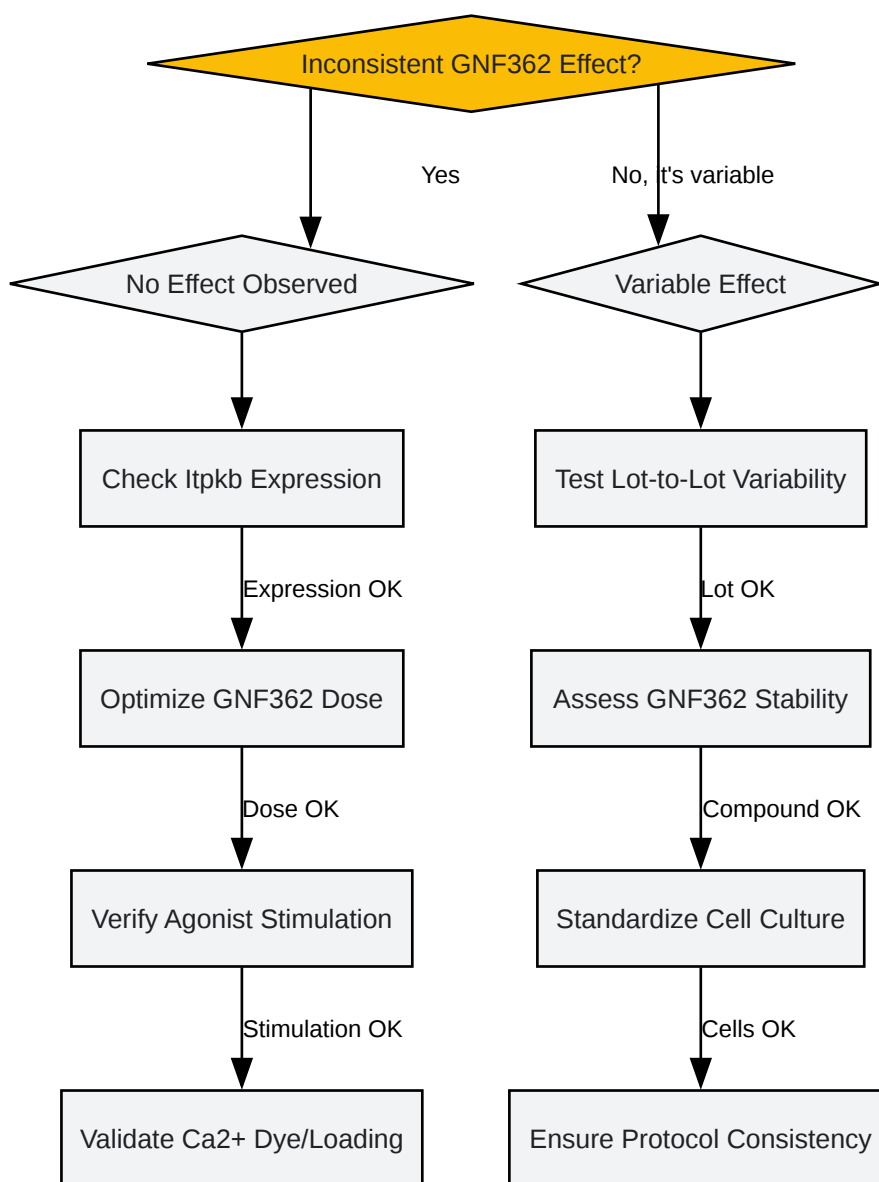 Inconsistent GNF362 Effect?
Yes
No, it's variable
No Effect Observed
Variable Effect
Check Itpkb Expression
Test Lot-to-Lot Variability
Expression OK
Lot OK
Optimize GNF362 Dose
Assess GNF362 Stability
Dose OK
Compound OK
Verify Agonist Stimulation
Standardize Cell Culture
Stimulation OK
Cells OK
Validate Ca2+ Dye/Loading
Ensure Protocol Consistency